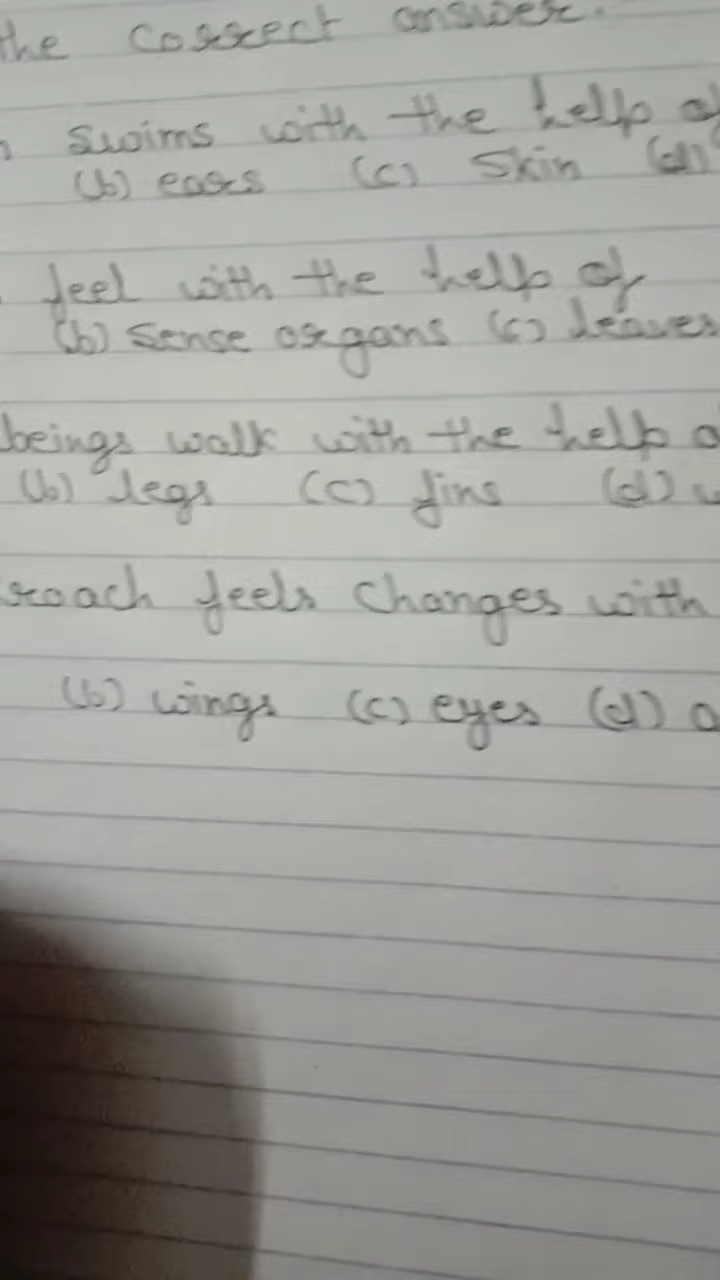 the correct answer.
swims with the help of
(b) ears (c) skin (d)
feel with the help of
(b) sense organs (c) leaves
beings walk with the help o
(b) legs (c) fins (d)
roach feels changes with
(b) wings (c) eyes (d) a